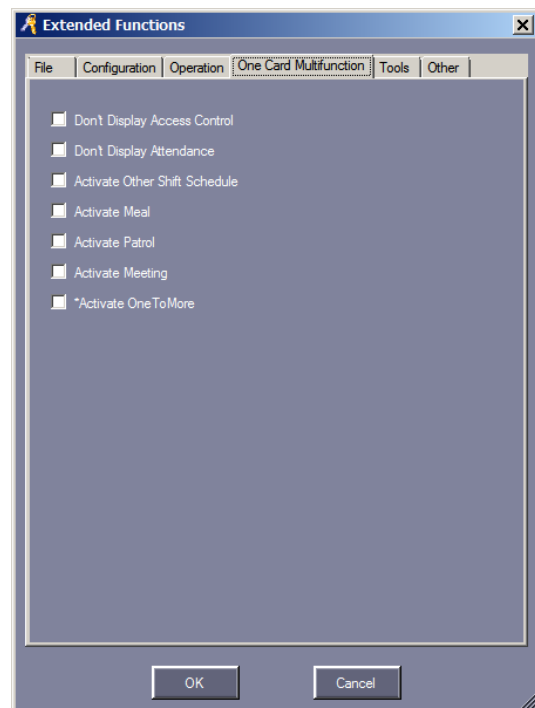 Extended Functions
File Configuration Operation One Card Multifunction Tools Other
Don't Display Access Control
Don't Display Attendance
Activate Other Shift Schedule
Activate Meal
Activate Patrol
Activate Meeting
*Activate OneToMore
OK Cancel